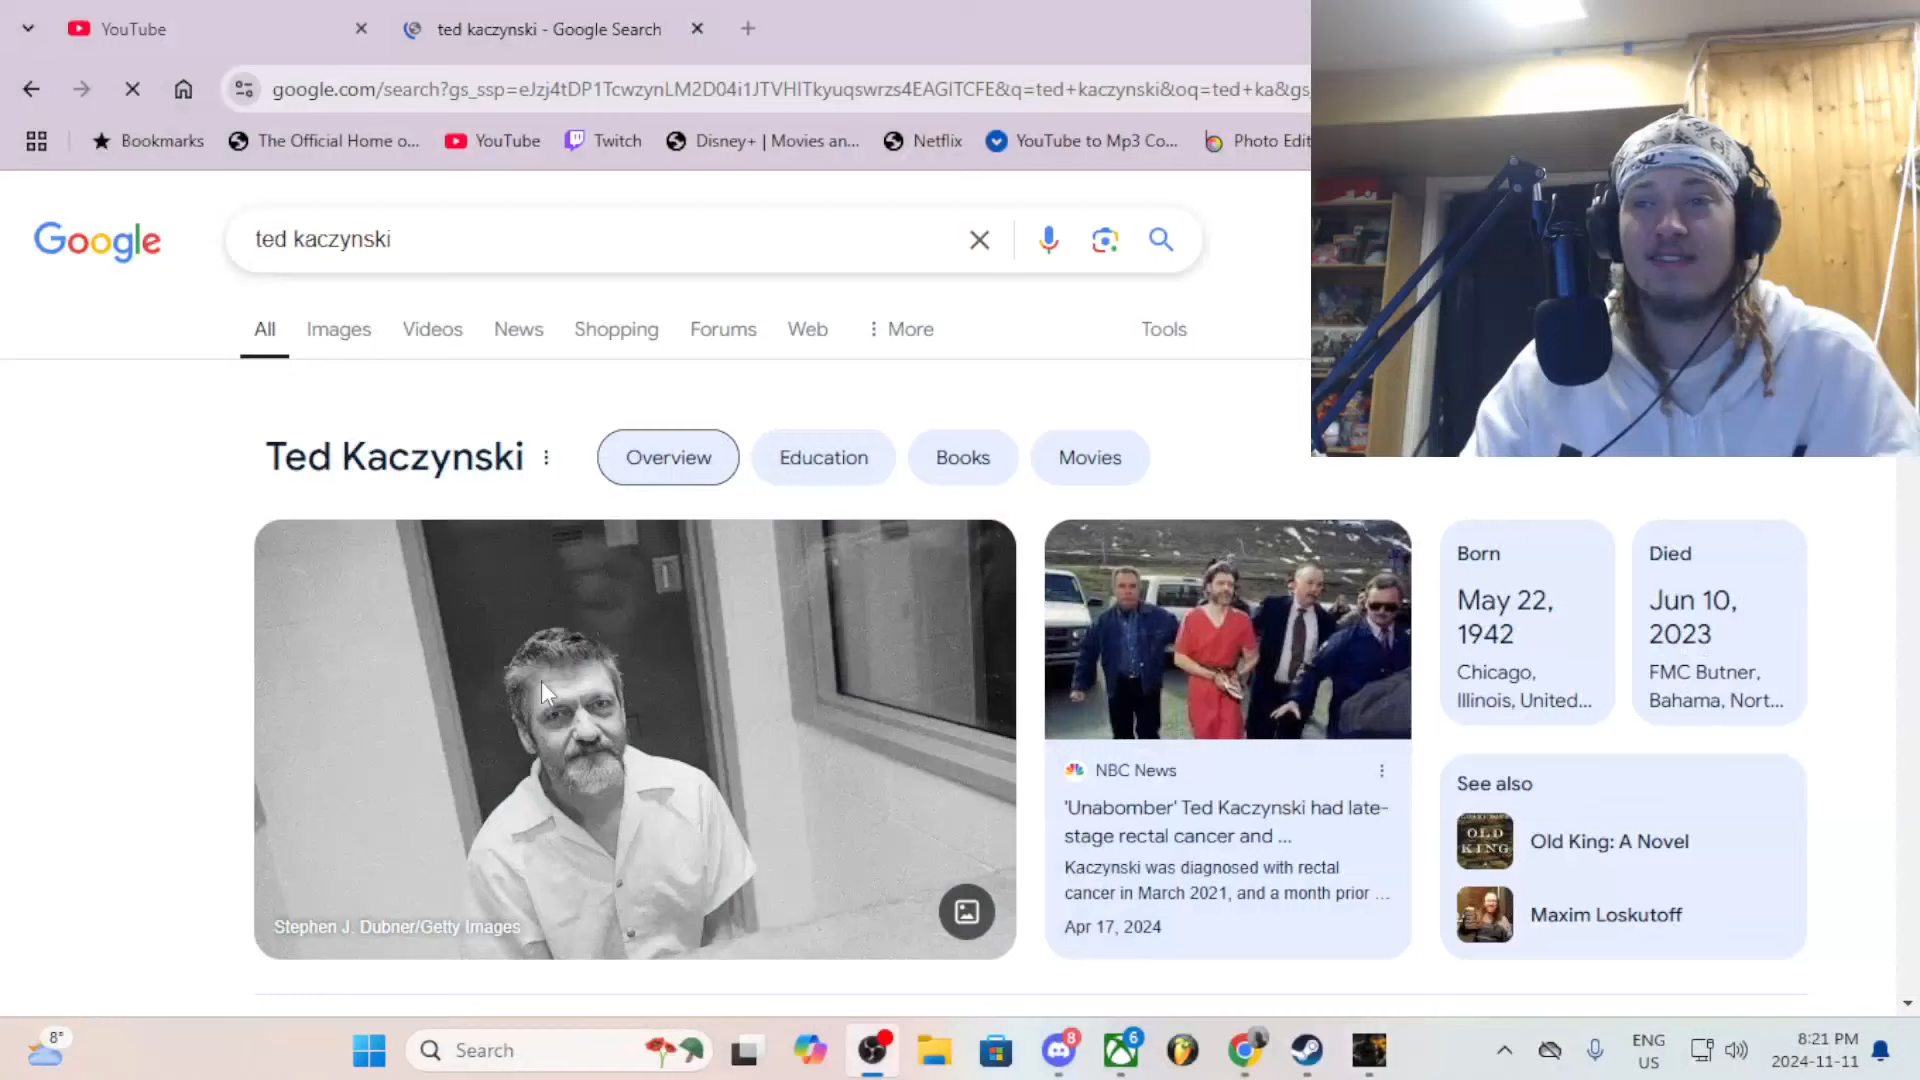 YouTube
ted kaczynski - Google Search
google.com/search?gs_ssp=eJzj4tDP1TcwzynLM2D04i1JTVHITkyuqswrzs4EAGITCFE&q=ted+kaczynski&oq=ted+ka&gs
Bookmarks
The Official Home o...
YouTube
Twitch
Disney+ | Movies an...
Netflix
YouTube to Mp3 Co...
Photo Edit
Google
ted kaczynski
All
Images
Videos
News
Shopping
Forums
Web
More
Tools
Ted Kaczynski
Overview
Education
Books
Movies
Stephen J. Dubner/Getty Images
NBC News
'Unabomber' Ted Kaczynski had late-
stage rectal cancer and ...
Kaczynski was diagnosed with rectal
cancer in March 2021, and a month prior ...
Apr 17, 2024
Born
May 22,
1942
Chicago,
Illinois, United...
Died
Jun 10,
2023
FMC Butner,
Bahama, Nort...
See also
OLD
KING
Old King: A Novel
Maxim Loskutoff
8°
Search
8
6
ENG
US
8:21 PM
2024-11-11